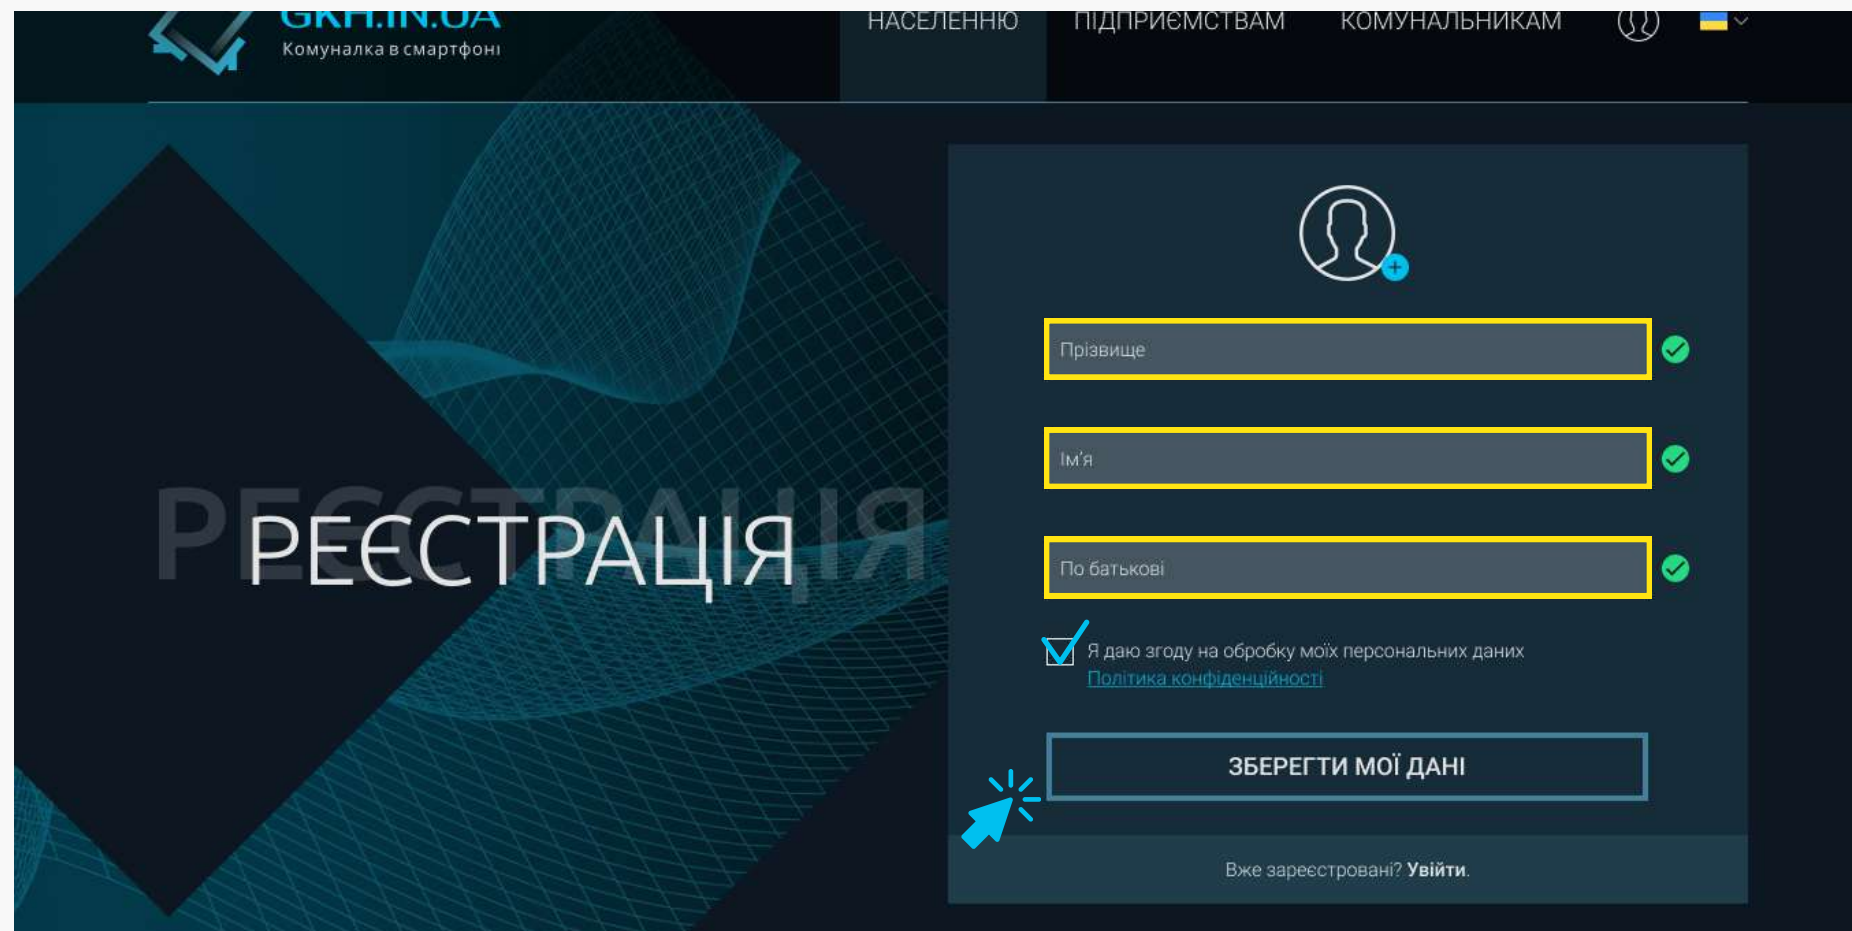 GKH.IN.UA
Комуналка в смартфоні
НАСЕЛЕННЮ
ПІДПРИЄМСТВАМ
КОМУНАЛЬНИКАМ
РЕЄСТРАЦІЯ
РЕЄСТРАЦІЯ
Прізвище
Ім'я
По батькові
Я даю згоду на обробку моїх персональних даних
Політика конфіденційності
ЗБЕРЕГТИ МОЇ ДАНІ
Вже зареєстровані? Увійти.